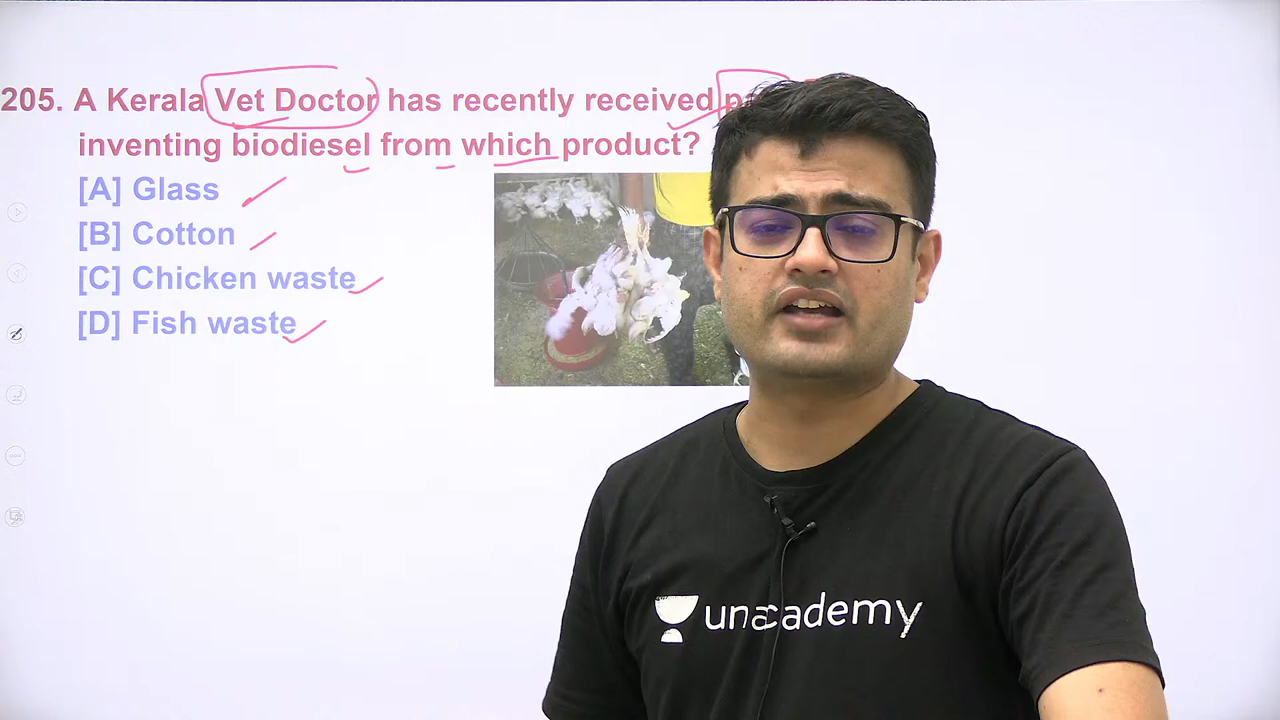 205. A Kerala Vet Doctor has recently received
inventing biodiesel from which product?
[A] Glass
[B] Cotton
[C] Chicken waste
[D] Fish waste
unacademy